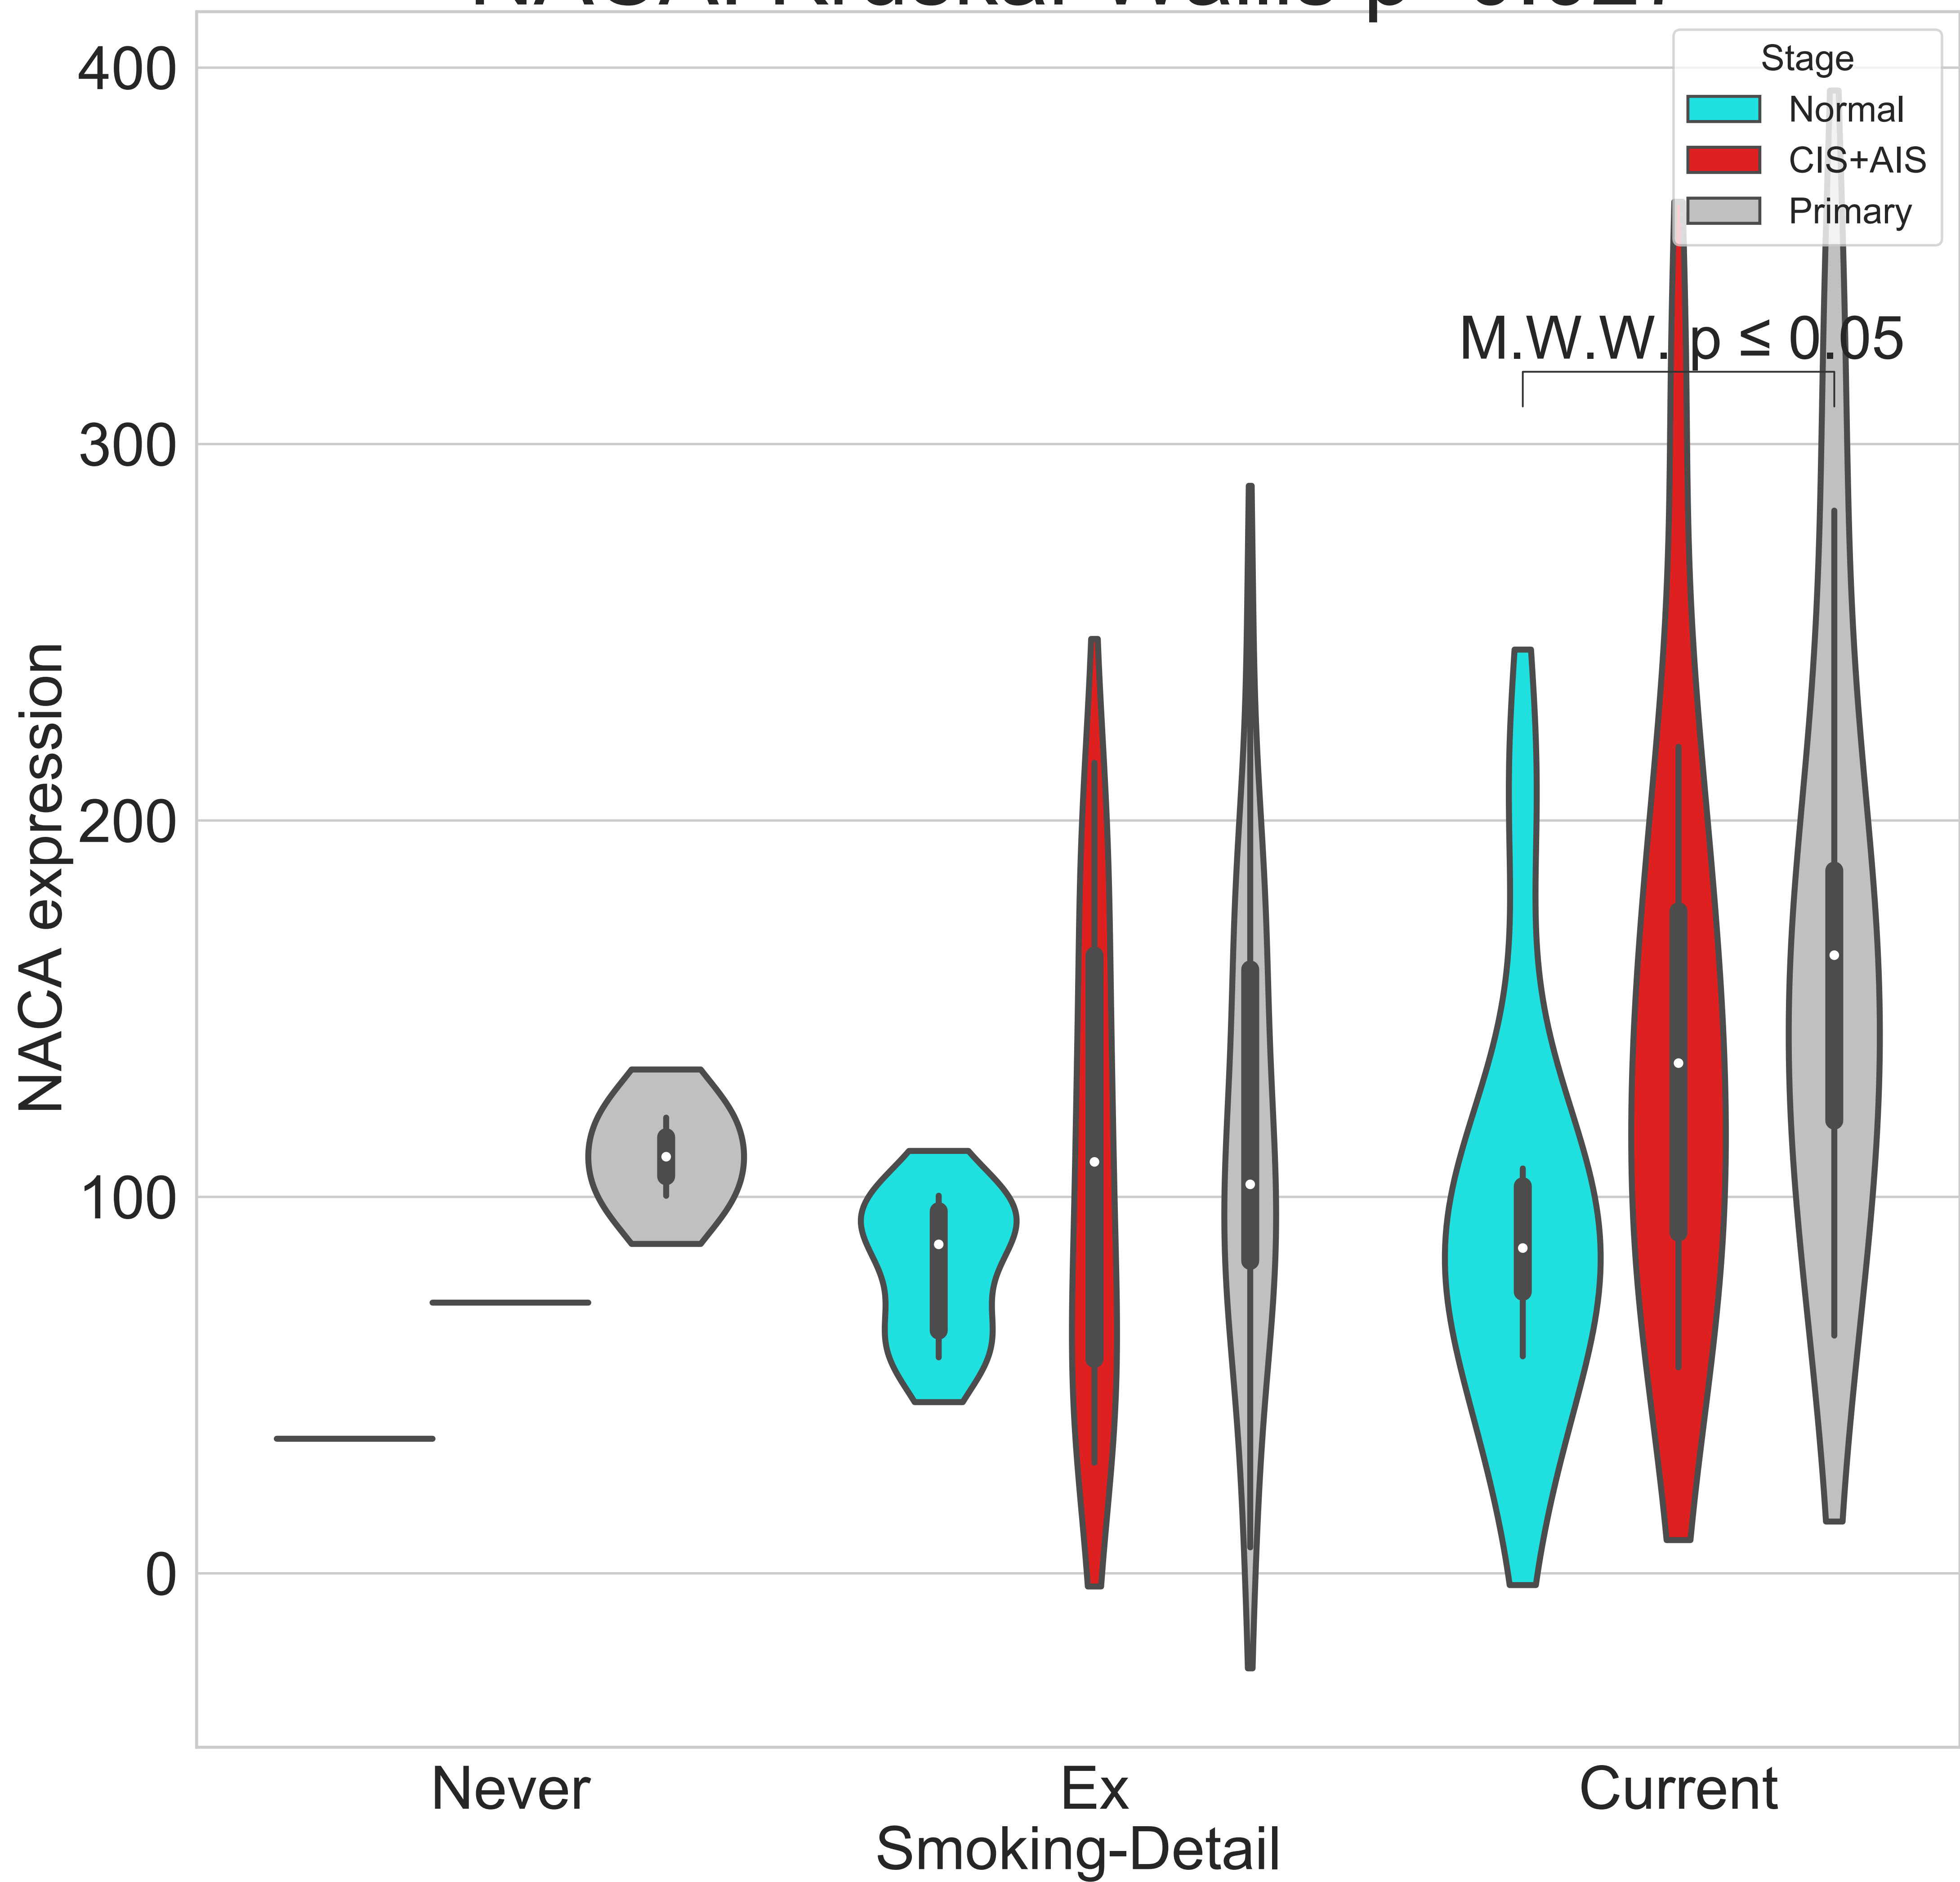 Stage
Normal
CIS+AIS
Primary
M.W.W. p ≤ 0.05
400
300
200
100
0
NACA expression
Never
Ex
Current
Smoking-Detail